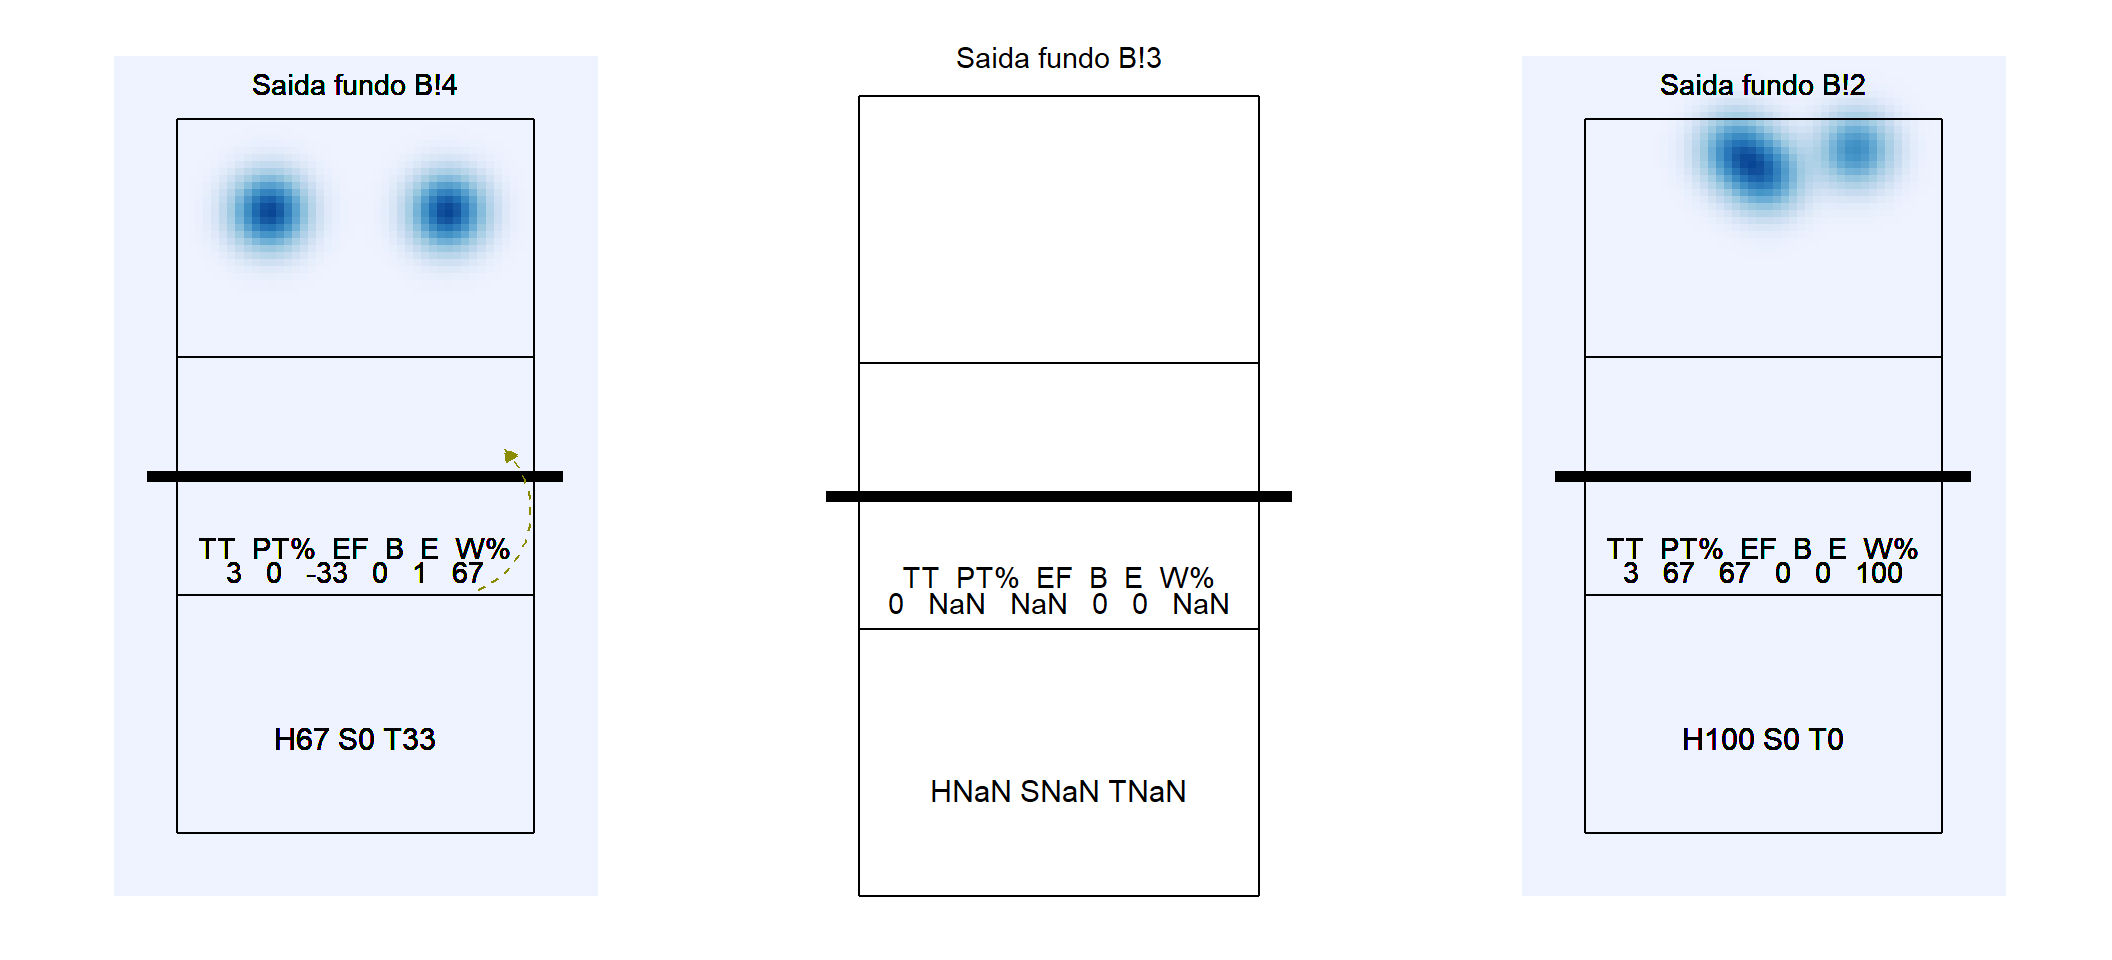 Saida fundo B!4
TT PT% EF B E W%
3 0 -33 0 1 67
H67 S0 T33
Saida fundo B!3
TT PT% EF B E W%
0 NaN NaN 0 0 NaN
HNaN SNaN TNaN
Saida fundo B!2
TT PT% EF B E W%
3 67 67 0 0 100
H100 S0 T0